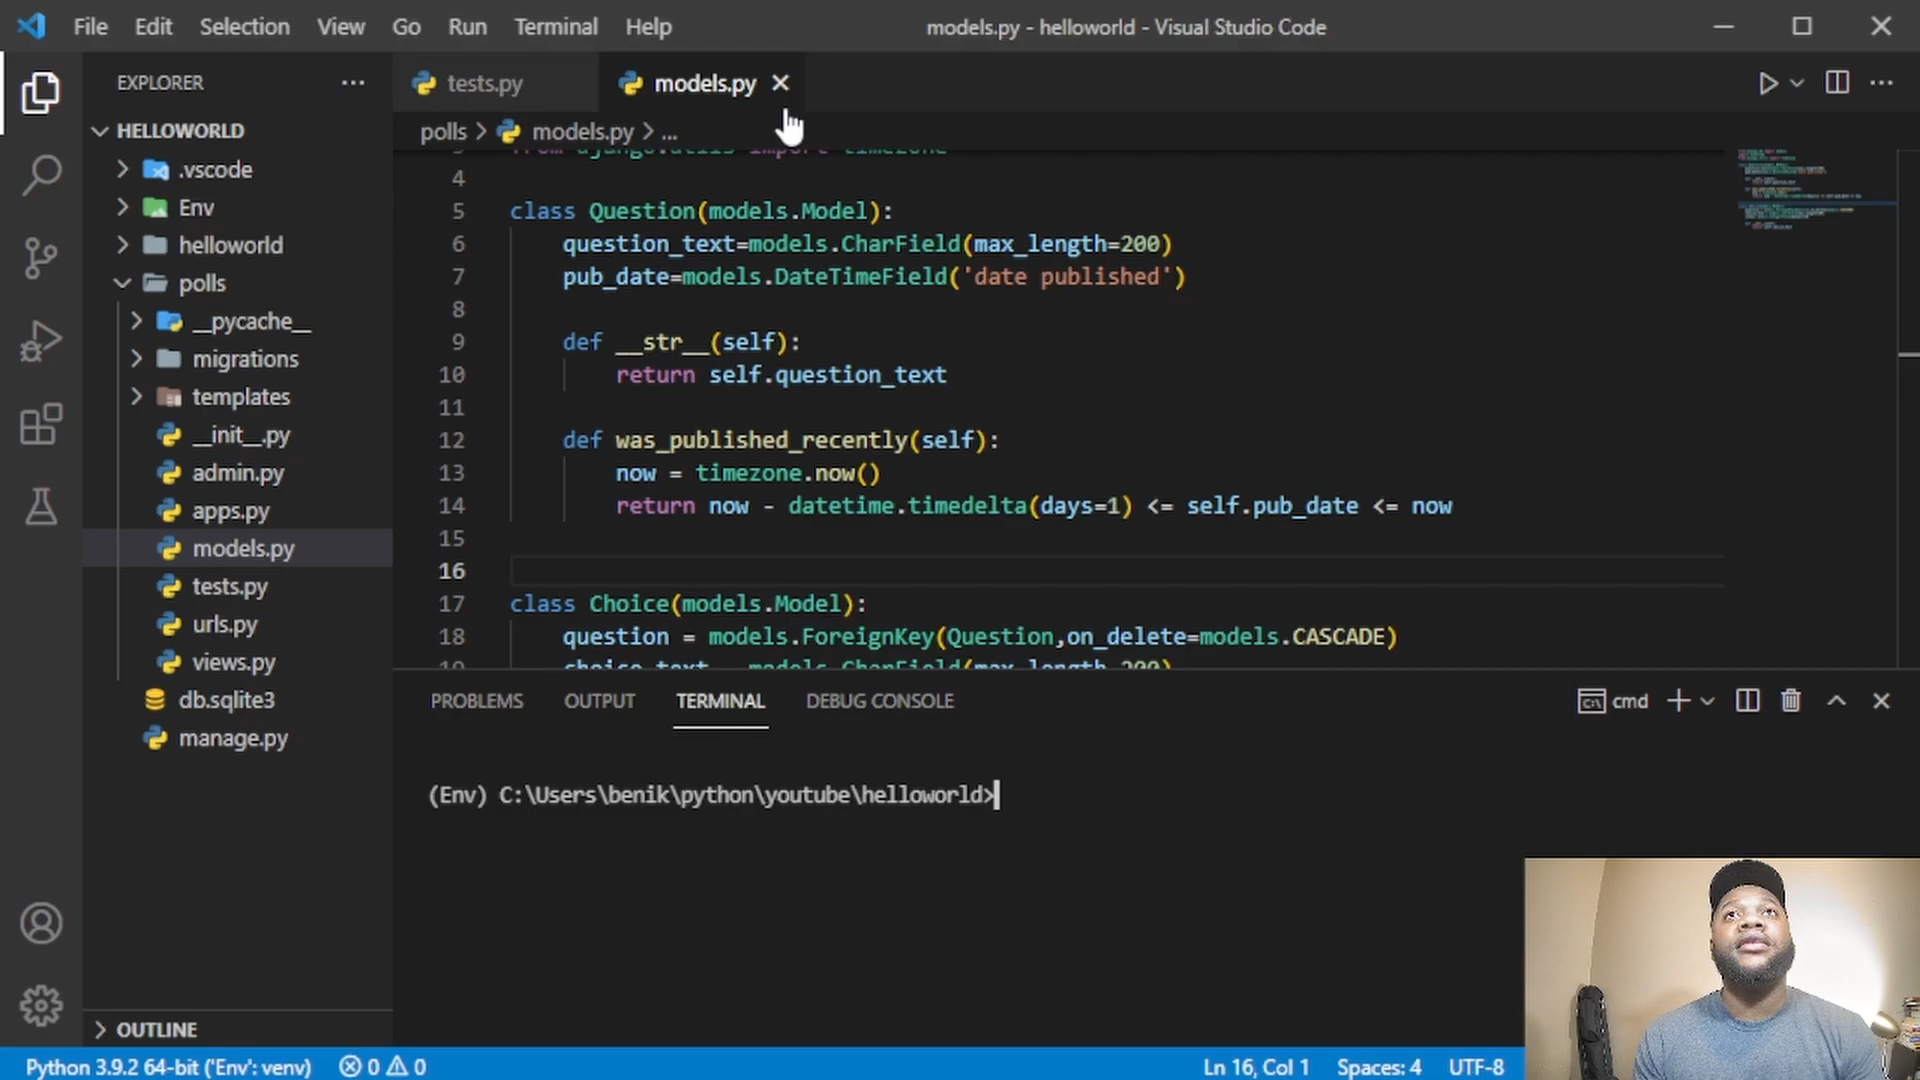 File Edit Selection View Go Run Terminal Help
models.py - helloworld - Visual Studio Code
EXPLORER
HELLOWORLD
.vscode
Env
helloworld
polls
__pycache__
migrations
templates
__init__.py
admin.py
apps.py
models.py
tests.py
urls.py
views.py
db.sqlite3
manage.py
OUTLINE
tests.py
models.py
polls > models.py > ...
from django.utils import timezone
4
5 class Question(models.Model):
6 question_text=models.CharField(max_length=200)
7 pub_date=models.DateTimeField('date published')
8
9 def __str__(self):
10 return self.question_text
11
12 def was_published_recently(self):
13 now = timezone.now()
14 return now - datetime.timedelta(days=1) <= self.pub_date <= now
15
16
17 class Choice(models.Model):
18 question = models.ForeignKey(Question,on_delete=models.CASCADE)
19 choice_text = models.CharField(max_length=200)
PROBLEMS OUTPUT TERMINAL DEBUG CONSOLE
cmd
(Env) C:\Users\benik\python\youtube\helloworld>
Python 3.9.2 64-bit ('Env': venv) 0 0
Ln 16, Col 1 Spaces: 4 UTF-8